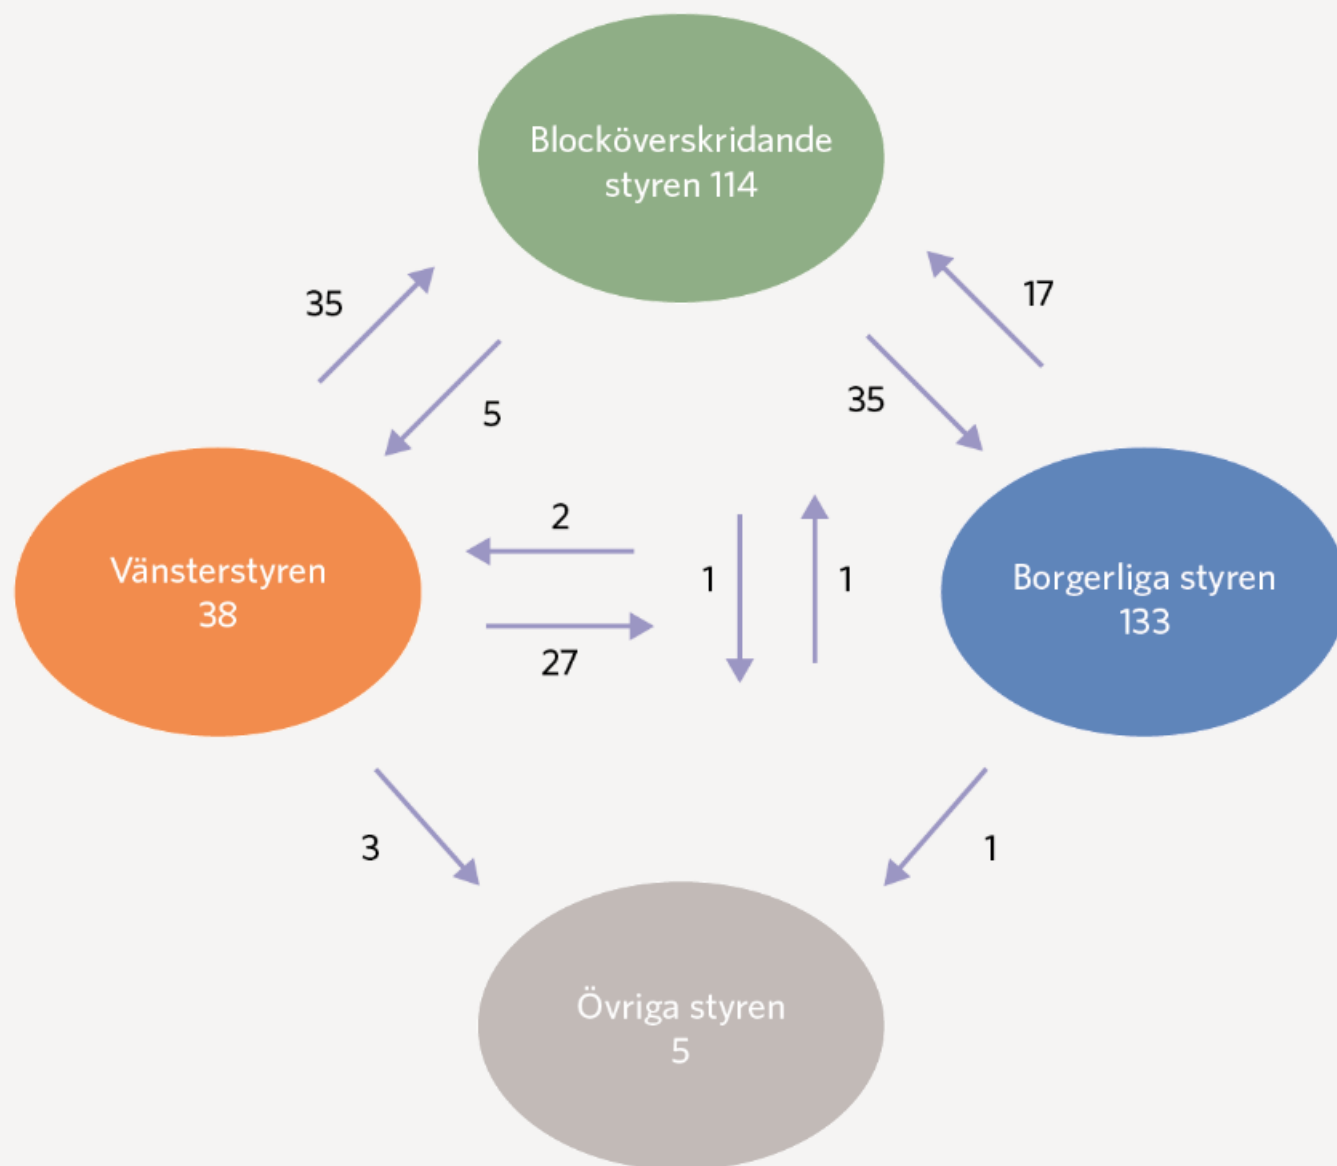 Blocköverskridande
styren 114
35
17
5
35
2
1
1
27
Vänsterstyren
38
Borgerliga styren
133
3
1
Övriga styren
5